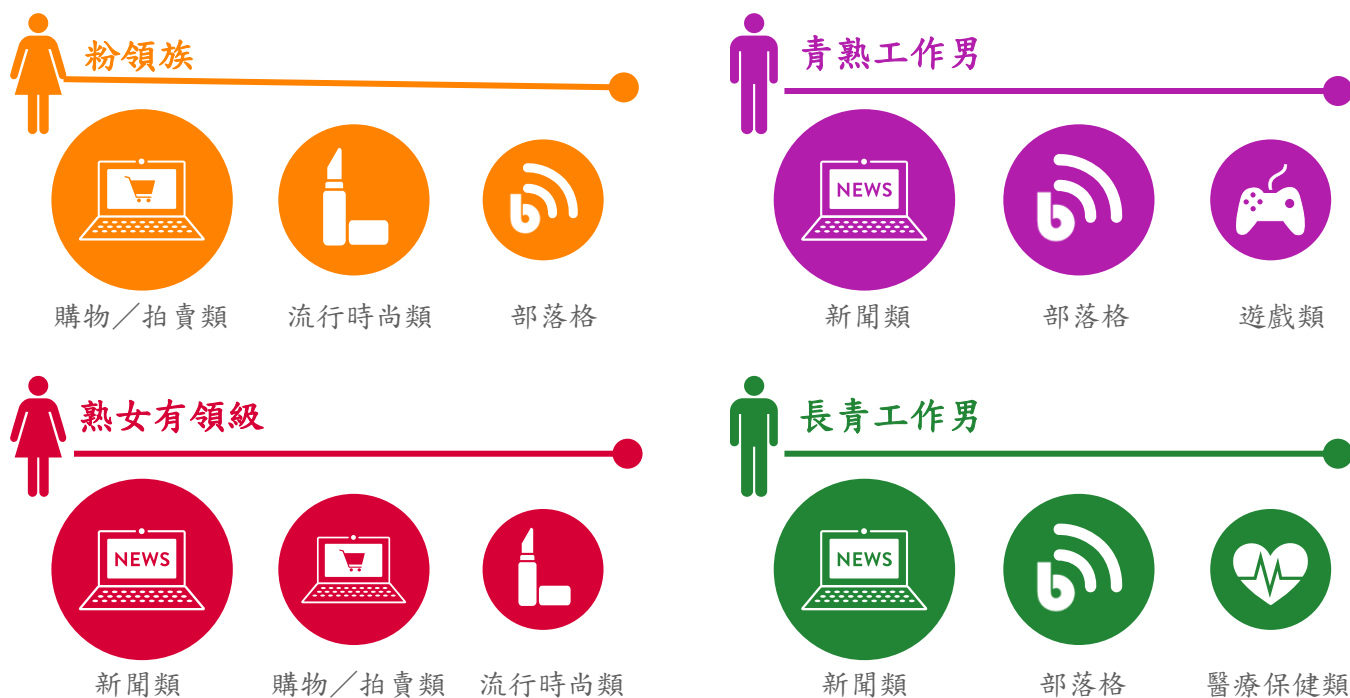 粉領族
購物／拍賣類
流行時尚類
部落格
青熟工作男
NEWS
新聞類
部落格
遊戲類
熟女有領級
NEWS
新聞類
購物／拍賣類
流行時尚類
長青工作男
NEWS
新聞類
部落格
醫療保健類